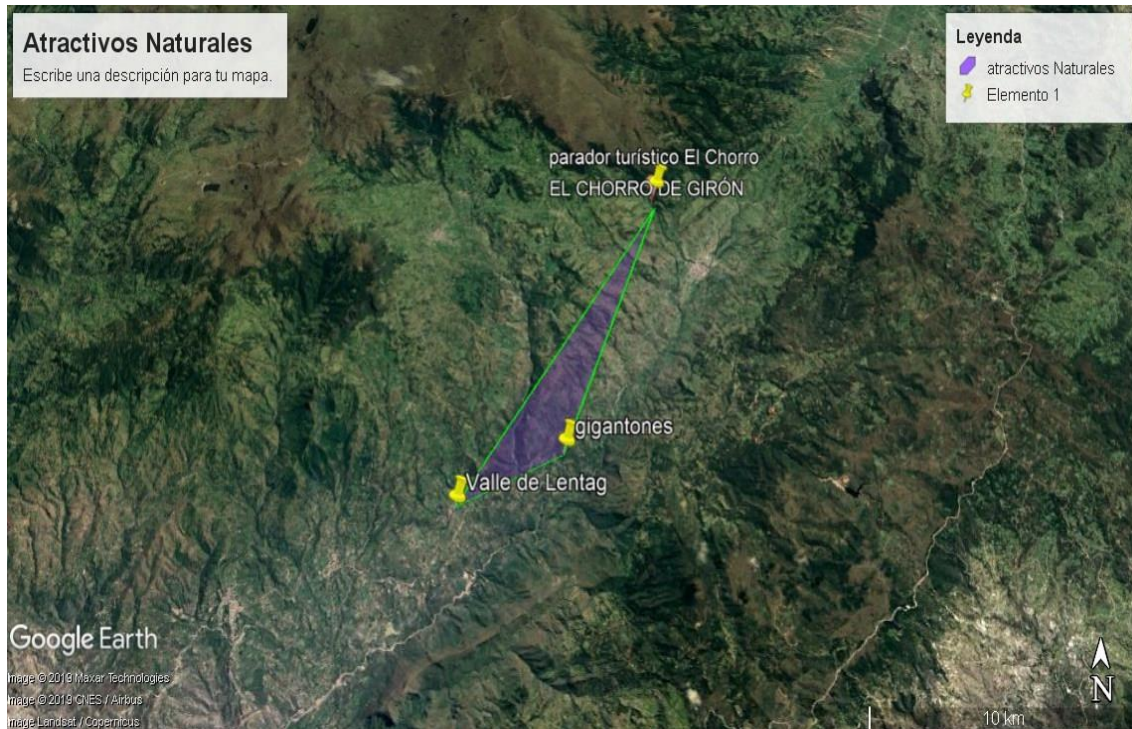 Atractivos Naturales
Escribe una descripción para tu mapa.
Leyenda
atractivos Naturales
Elemento 1
parador turístico El Chorro
EL CHORRO DE GIRÓN
gigantones
Valle de Lentag
Google Earth
Image © 2019 Maxar Technologies
Image © 2019 CNES / Airbus
Image Landsat / Copernicus
N
10 km